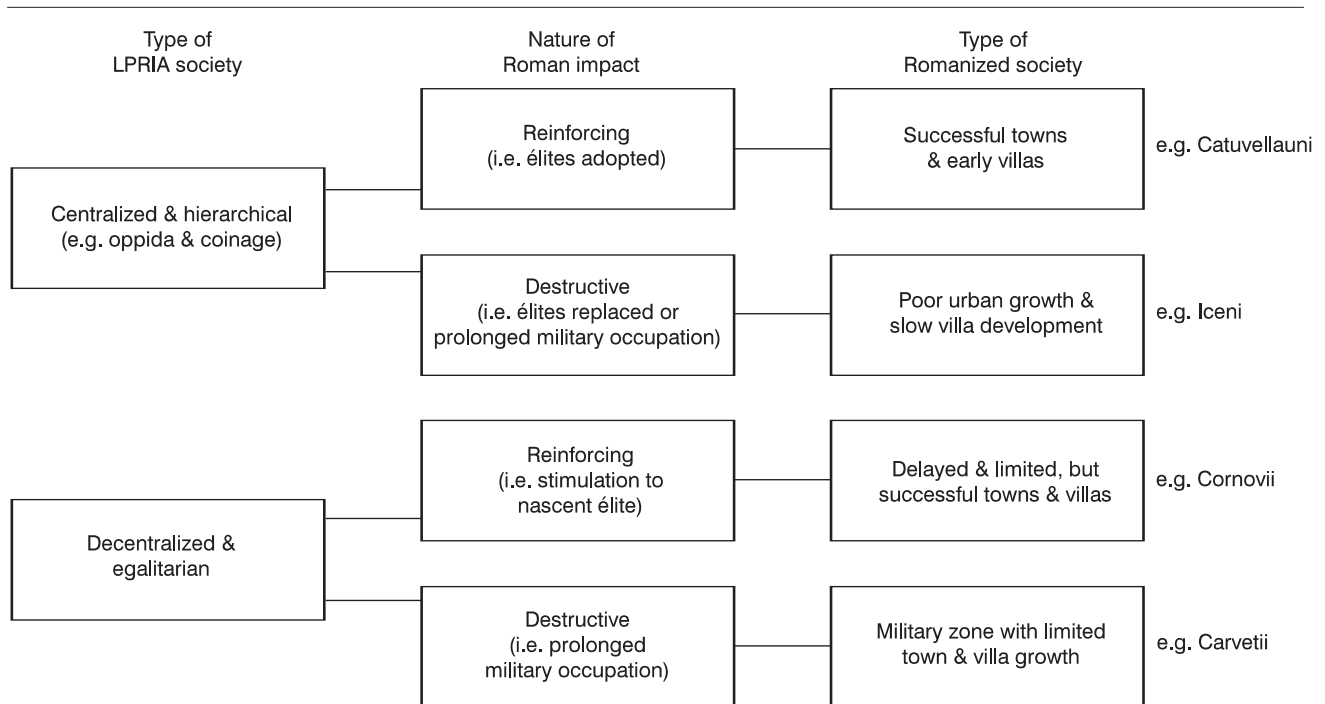 Type of
LPRIA society
Nature of
Roman impact
Type of
Romanized society
Centralized & hierarchical
(e.g. oppida & coinage)
Reinforcing
(i.e. élites adopted)
Successful towns
& early villas
e.g. Catuvellauni
Destructive
(i.e. élites replaced or
prolonged military occupation)
Poor urban growth &
slow villa development
e.g. Iceni
Decentralized &
egalitarian
Reinforcing
(i.e. stimulation to
nascent élite)
Delayed & limited, but
successful towns & villas
e.g. Cornovii
Destructive
(i.e. prolonged
military occupation)
Military zone with limited
town & villa growth
e.g. Carvetii